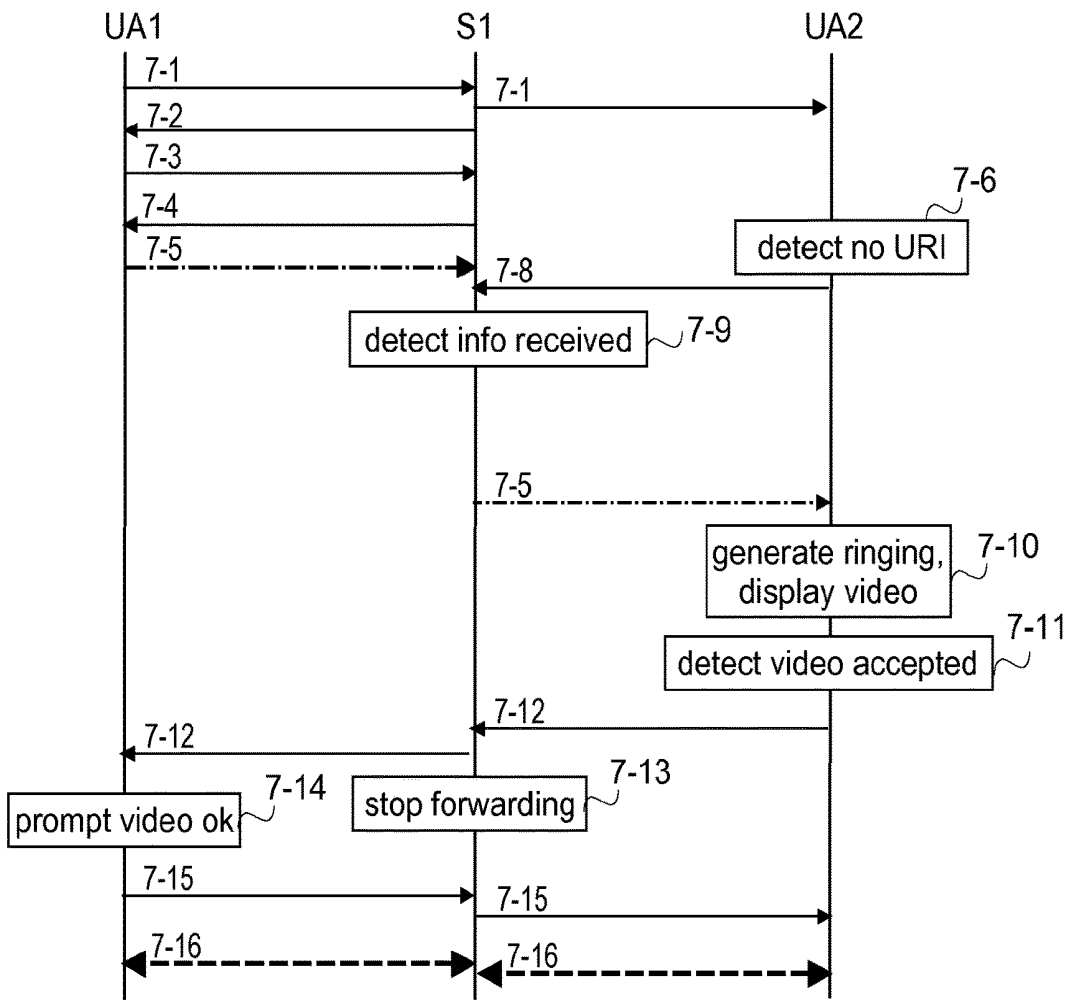 UA1
S1
UA2
7-1
7-1
7-2
7-3
7-4
7-6
detect no URI
7-5
7-8
detect info received
7-9
7-5
generate ringing,
display video
7-10
7-11
detect video accepted
7-12
7-12
7-13
7-14
stop forwarding
prompt video ok
7-15
7-15
7-16
7-16